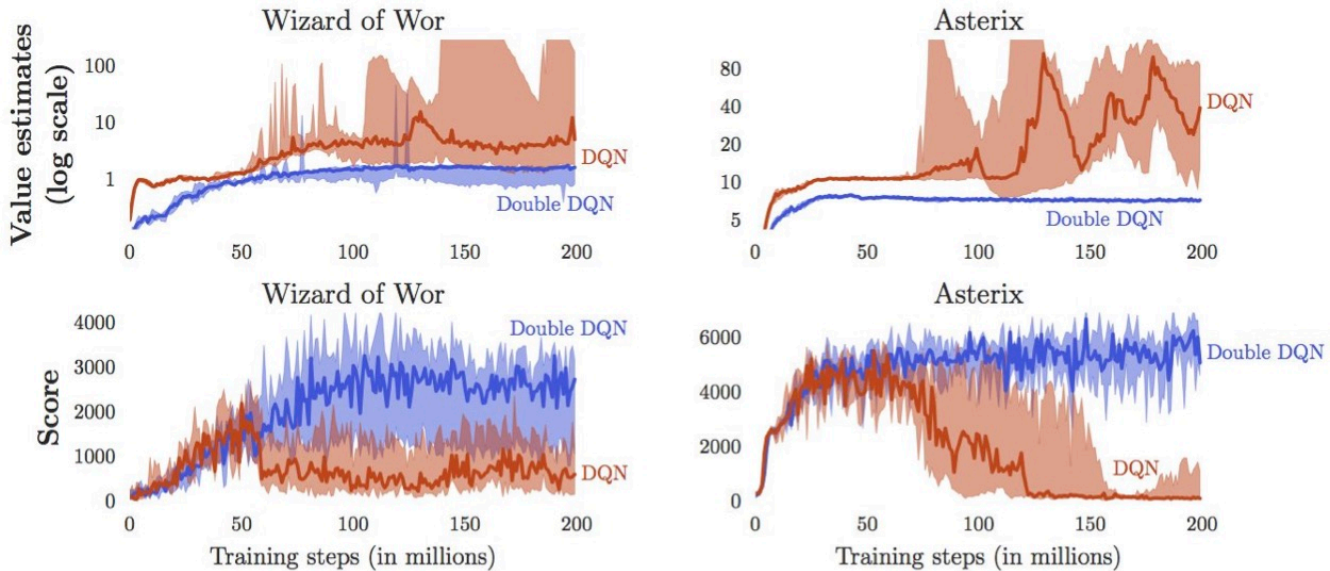 Wizard of Wor
Value estimates
(log scale)
100
10
1
DQN
Double DQN
0 50 100 150 200
Asterix
80
40
20
10
5
DQN
Double DQN
0 50 100 150 200
Wizard of Wor
Score
4000
3000
2000
1000
0
Double DQN
DQN
0 50 100 150 200
Training steps (in millions)
Asterix
6000
4000
2000
0
Double DQN
DQN
0 50 100 150 200
Training steps (in millions)